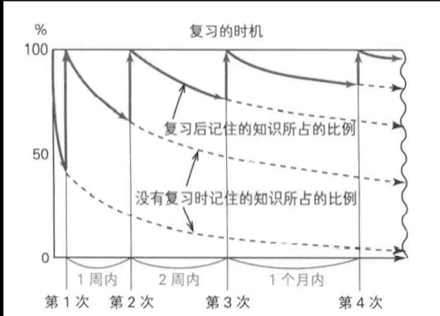 复习的时机
%
100
复习后记住的知识所占的比例
50
没有复习时记住的知识所占的比例
0
1周内 2周内 1个月内
第1次 第2次 第3次 第4次